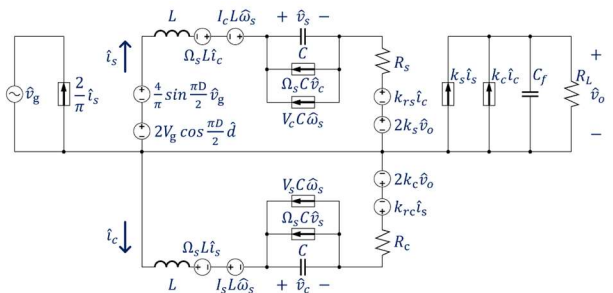 L
I_c L ω̂_s
+ v̂_s −
î_s
Ω_s L î_c
C
Ω_s C v̂_c
V_c C ω̂_s
R_s
v̂_g
2/π î_s
4/π sin πD/2 v̂_g
2V_g cos πD/2 d̂
k_rs î_c
2k_s v̂_o
k_s î_s
k_c î_c
C_f
R_L
+
v̂_o
−
2k_c v̂_o
k_rc î_s
R_c
V_s C ω̂_s
Ω_s C v̂_s
C
î_c
Ω_s L î_s
L
I_s L ω̂_s
+ v̂_c −